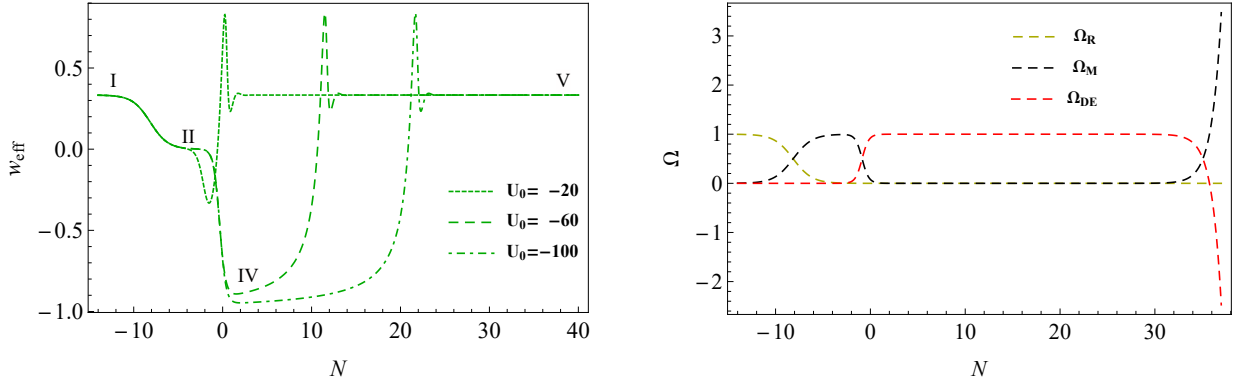 I
II
IV
V
U₀= -20
U₀= -60
U₀=-100
0.5
0.0
-0.5
-1.0
w_eff
-10 0 10 20 30 40
N
Ω_R
Ω_M
Ω_DE
3
2
1
0
-1
-2
Ω
-10 0 10 20 30
N